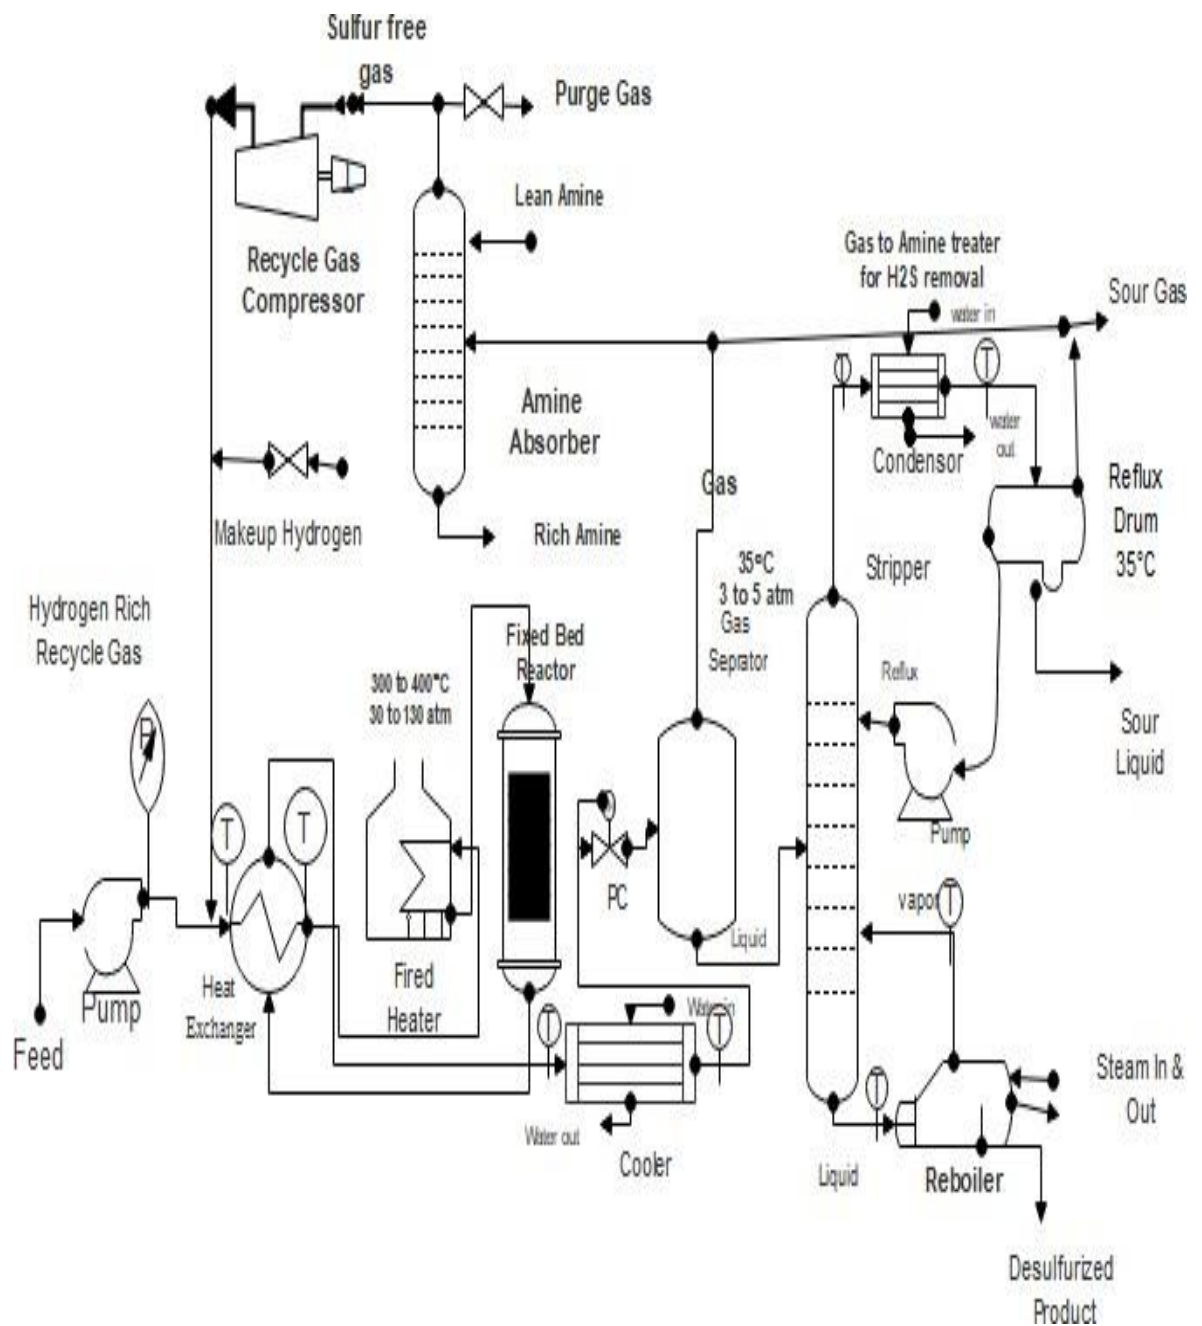 Sulfur free
gas
Purge Gas
Lean Amine
Recycle Gas
Compressor
Gas to Amine treater
for H2S removal
water in
Sour Gas
T
T
Amine
Absorber
water
out
Condensor
Gas
Reflux
Drum
35°C
Makeup Hydrogen
Rich Amine
35°C
3 to 5 atm
Gas
Seprator
Stripper
Hydrogen Rich
Recycle Gas
Fixed Bed
Reactor
300 to 400°C
30 to 130 atm
Reflux
Sour
Liquid
P
T
T
Pump
PC
vapor
T
Liquid
Pump
Heat
Exchanger
Fired
Heater
Feed
T
Water in
T
T
Steam In &
Out
Water out
Cooler
Liquid
Reboiler
Desulfurized
Product